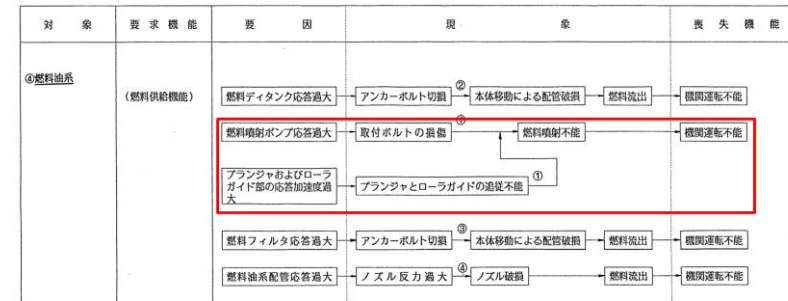 対 象 要 求 機 能 要 因 現 象 喪 失 機 能
④燃料油系
(燃料供給機能)
燃料ディタンク応答過大 アンカーボルト切損 ② 本体移動による配管破損 燃料流出 機関運転不能
燃料噴射ポンプ応答過大 取付ボルトの損傷 ① 燃料噴射不能 機関運転不能
プランジャおよびローラ
ガイド部の応答加速度過
大
プランジャとローラガイドの追従不能 ①
燃料フィルタ応答過大 アンカーボルト切損 ③ 本体移動による配管破損 燃料流出 機関運転不能
燃料油系配管応答過大 ノズル反力過大 ④ ノズル破損 燃料流出 機関運転不能